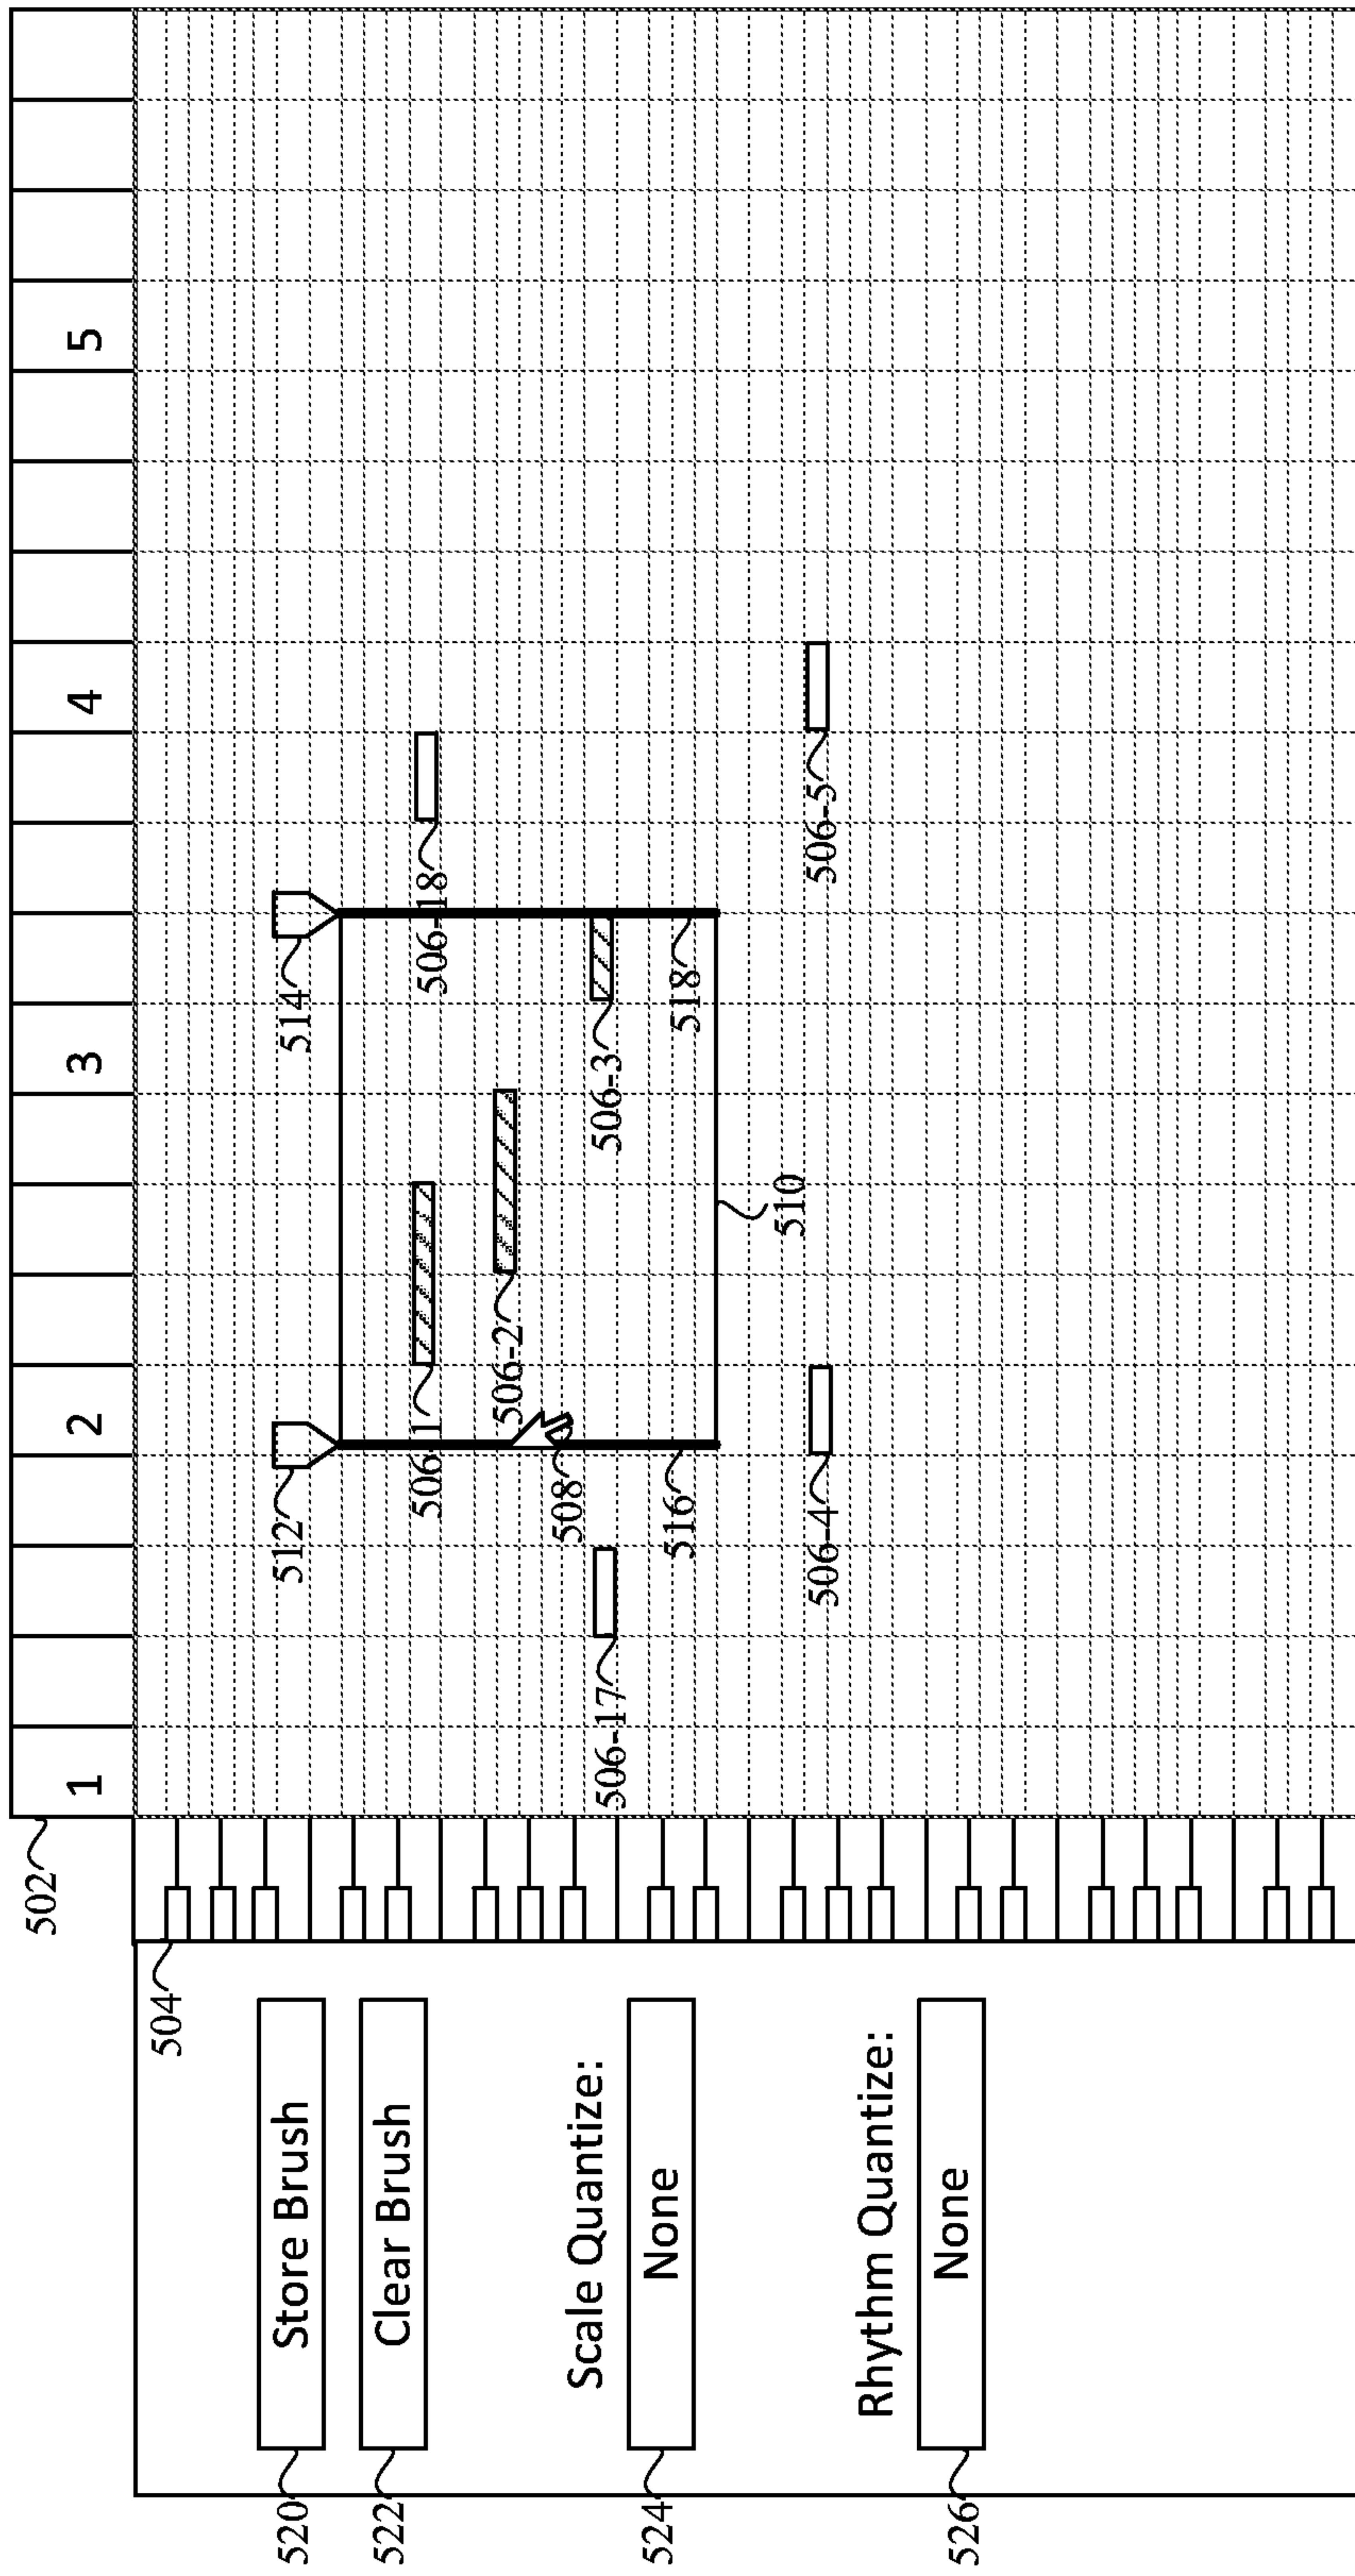 502
1 2 3 4 5
504
520
Store Brush
522
Clear Brush
Scale Quantize:
524
None
Rhythm Quantize:
526
None
512
514
506-1
506-18
506-2
508
506-17
506-3
516
518
510
506-4
506-5